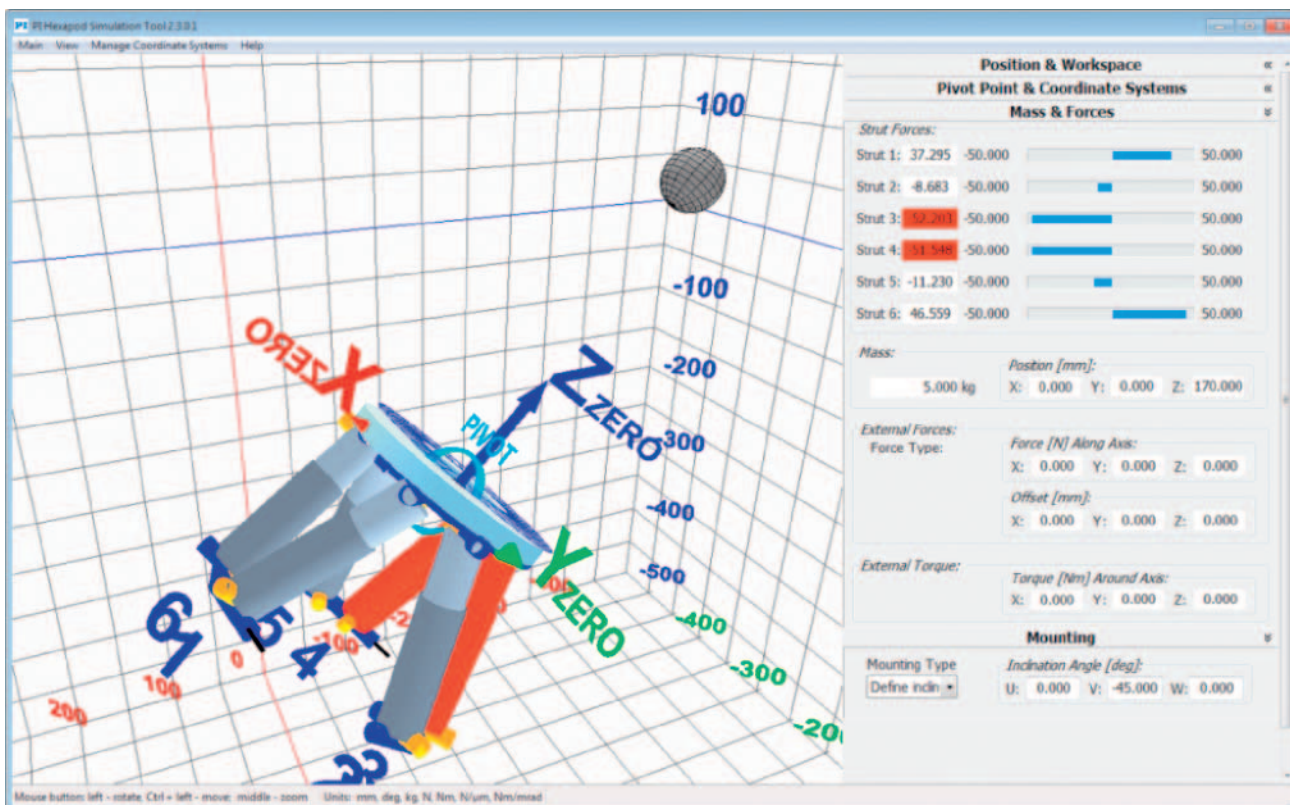 PI PI Hexapod Simulation Tool 2.3.0.1
Main View Manage Coordinate Systems Help
100
-100
-200
-300
-400
-500
XZERO
PIVOT
ZZERO
YZERO
-400
-300
-200
6
1
5
4
3
-100
0
100
200
Position & Workspace
Pivot Point & Coordinate Systems
Mass & Forces
Strut Forces:
Strut 1: 37.295 -50.000 50.000
Strut 2: -8.683 -50.000 50.000
Strut 3: -52.203 -50.000 50.000
Strut 4: -51.548 -50.000 50.000
Strut 5: -11.230 -50.000 50.000
Strut 6: 46.559 -50.000 50.000
Mass:
5.000 kg
Position [mm]:
X: 0.000 Y: 0.000 Z: 170.000
External Forces:
Force Type:
Force [N] Along Axis:
X: 0.000 Y: 0.000 Z: 0.000
Offset [mm]:
X: 0.000 Y: 0.000 Z: 0.000
External Torque:
Torque [Nm] Around Axis:
X: 0.000 Y: 0.000 Z: 0.000
Mounting
Mounting Type
Define inclin
Inclination Angle [deg]:
U: 0.000 V: -45.000 W: 0.000
Mouse button: left - rotate, Ctrl + left - move: middle - zoom Units: mm, deg, kg, N, Nm, N/µm, Nm/mrad